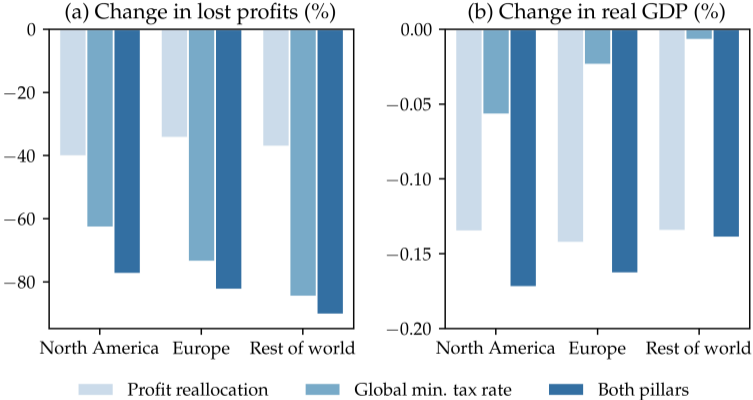 (a) Change in lost profits (%)
0
−20
−40
−60
−80
North America Europe Rest of world
(b) Change in real GDP (%)
0.00
−0.05
−0.10
−0.15
−0.20
North America Europe Rest of world
Profit reallocation Global min. tax rate Both pillars